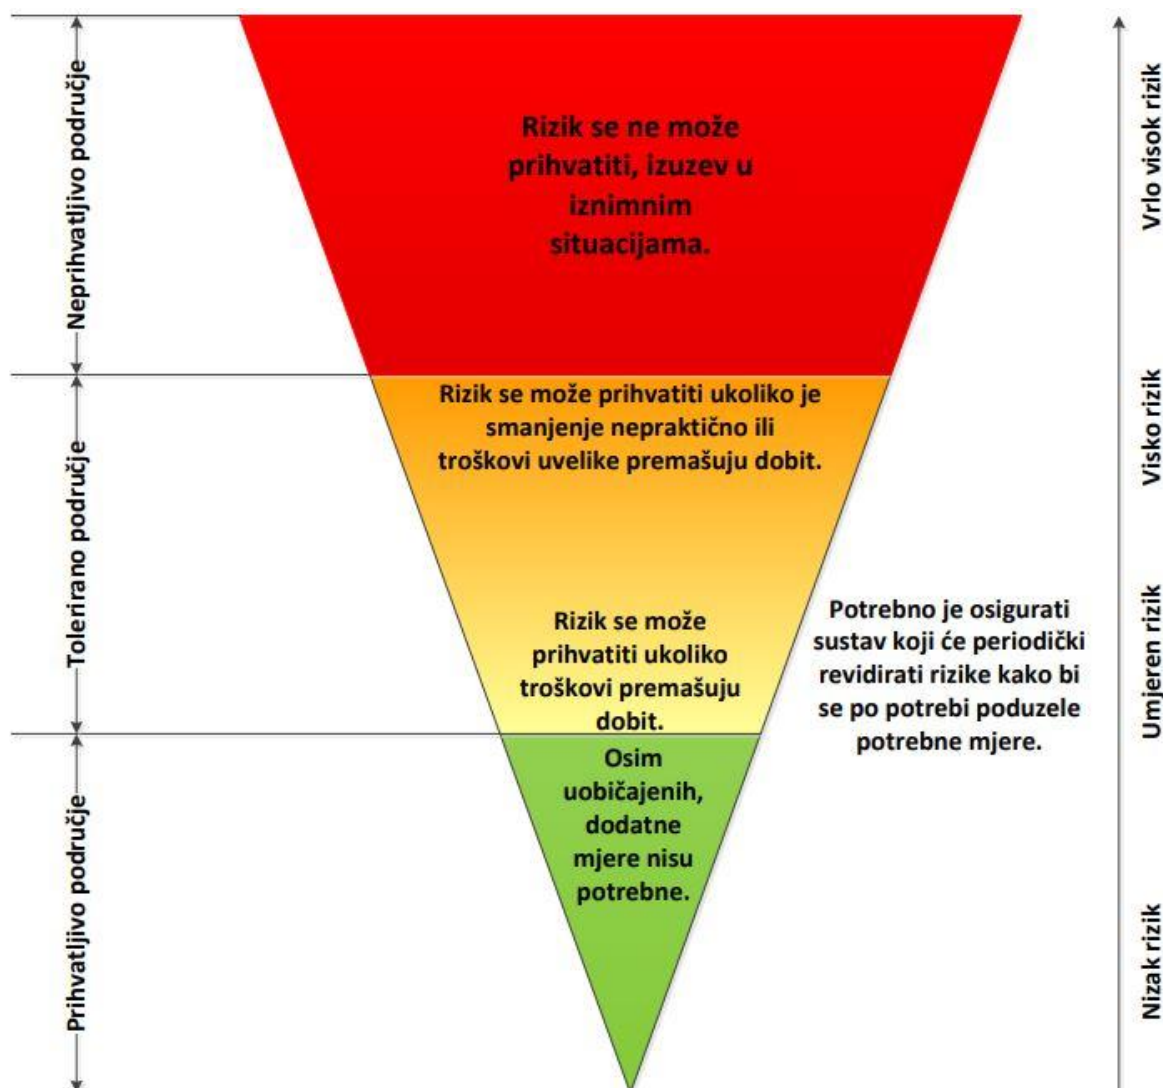 Neprihvatljivo područje
Rizik se ne može
prihvatiti, izuzev u
iznimnim
situacijama.
Vrlo visok rizik
Tolerirano područje
Rizik se može prihvatiti ukoliko je
smanjenje nepraktično ili
troškovi uvelike premašuju dobit.
Visko rizik
Rizik se može
prihvatiti ukoliko
troškovi premašuju
dobit.
Potrebno je osigurati
sustav koji će periodički
revidirati rizike kako bi
se po potrebi poduzele
potrebne mjere.
Umjeren rizik
Prihvatljivo područje
Osim
uobičajenih,
dodatne
mjere nisu
potrebne.
Nizak rizik